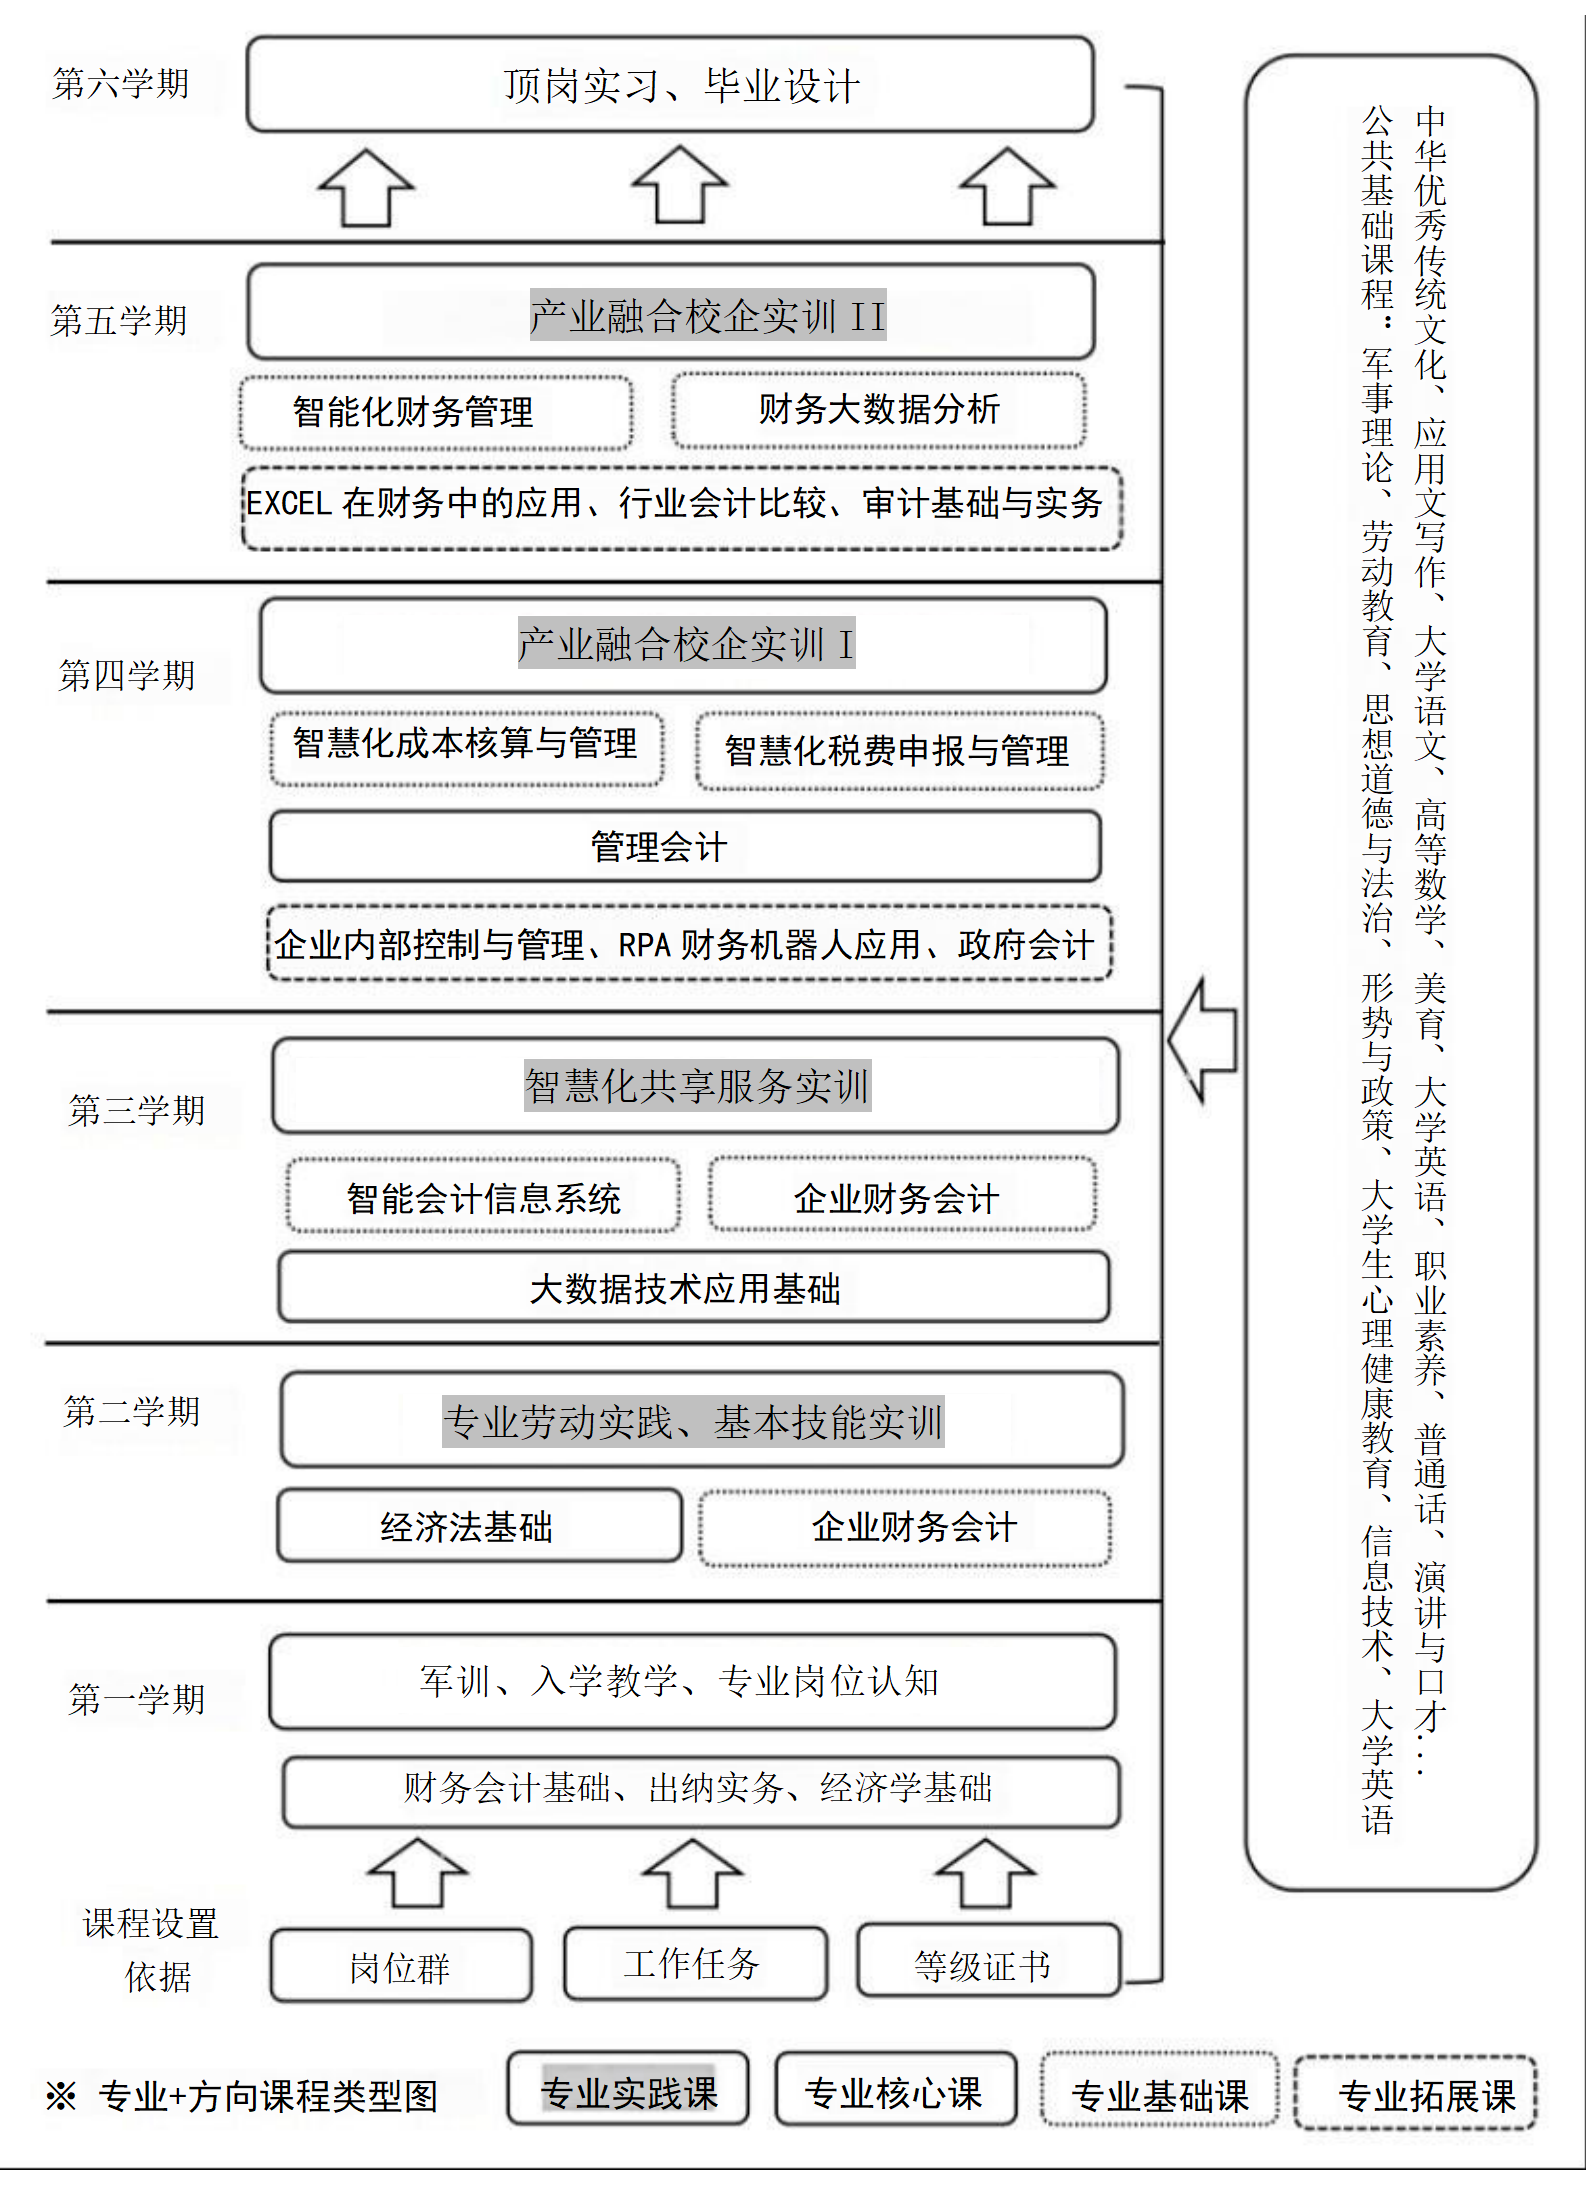 第六学期
顶岗实习、毕业设计
第五学期
产业融合校企实训 II
智能化财务管理
财务大数据分析
EXCEL 在财务中的应用、行业会计比较、审计基础与实务
第四学期
产业融合校企实训 I
智慧化成本核算与管理
智慧化税费申报与管理
管理会计
企业内部控制与管理、RPA 财务机器人应用、政府会计
第三学期
智慧化共享服务实训
智能会计信息系统
企业财务会计
大数据技术应用基础
第二学期
专业劳动实践、基本技能实训
经济法基础
企业财务会计
第一学期
军训、入学教学、专业岗位认知
财务会计基础、出纳实务、经济学基础
课程设置
依据
岗位群
工作任务
等级证书
公共基础课程：军事理论、劳动教育、思想道德与法治、形势与政策、大学生心理健康教育、信息技术、大学英语
中华优秀传统文化、应用文写作、大学语文、高等数学、美育、大学英语、职业素养、普通话、演讲与口才...
※ 专业+方向课程类型图
专业实践课
专业核心课
专业基础课
专业拓展课